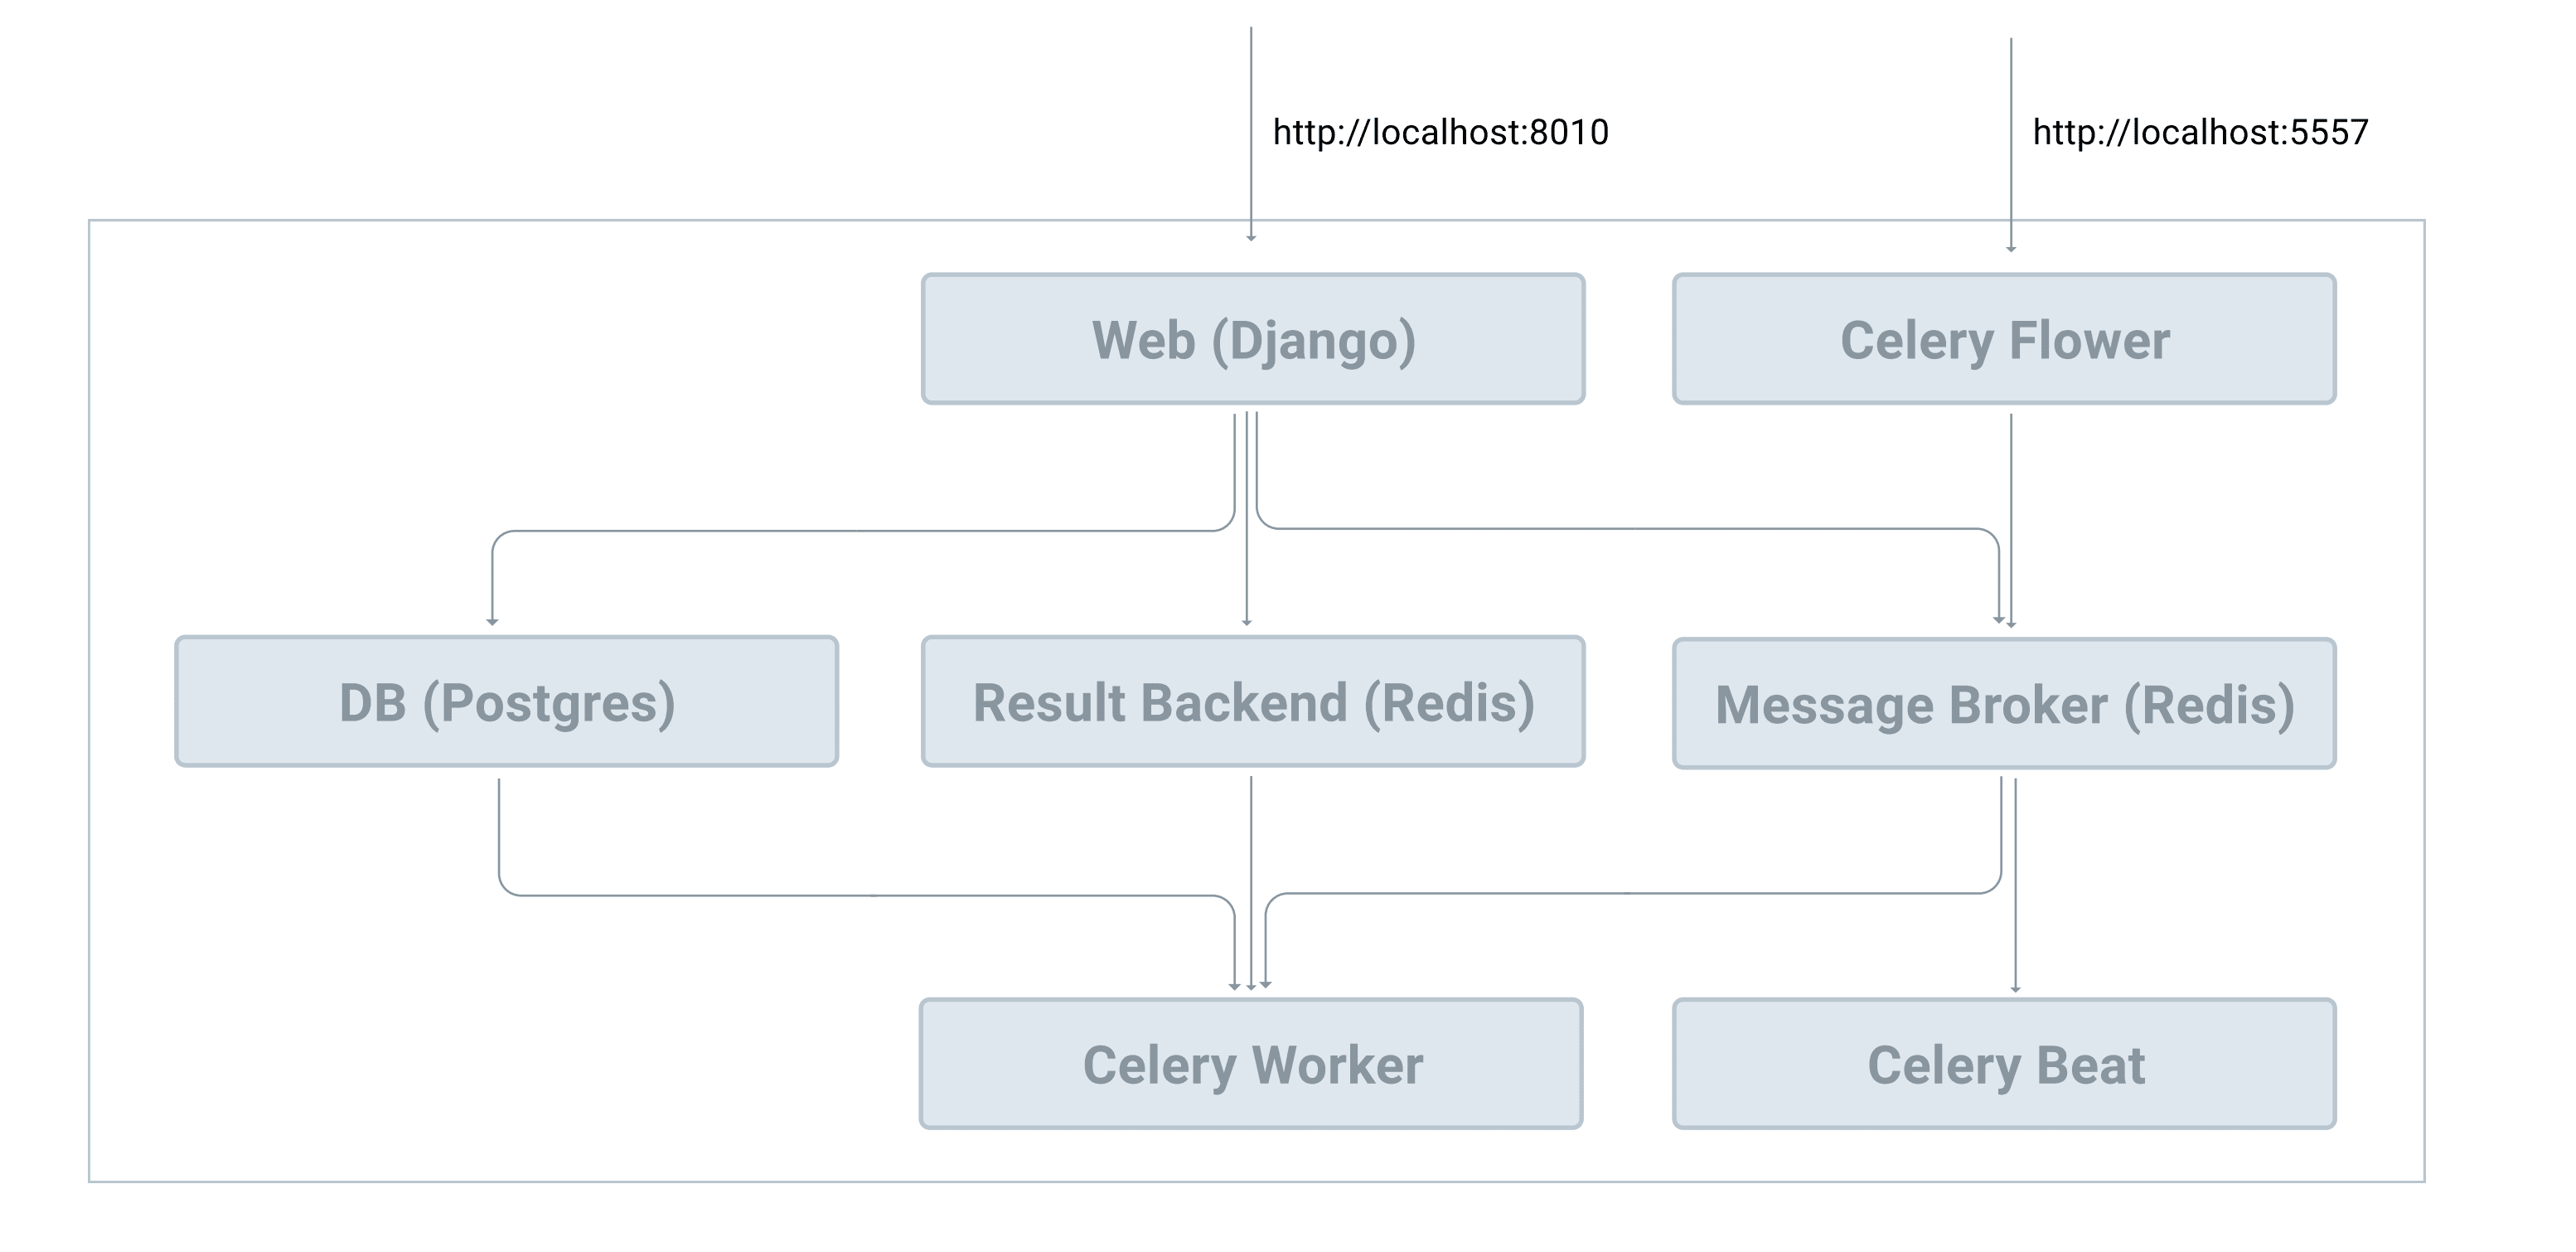 http://localhost:8010
http://localhost:5557
Web (Django)
Celery Flower
DB (Postgres)
Result Backend (Redis)
Message Broker (Redis)
Celery Worker
Celery Beat